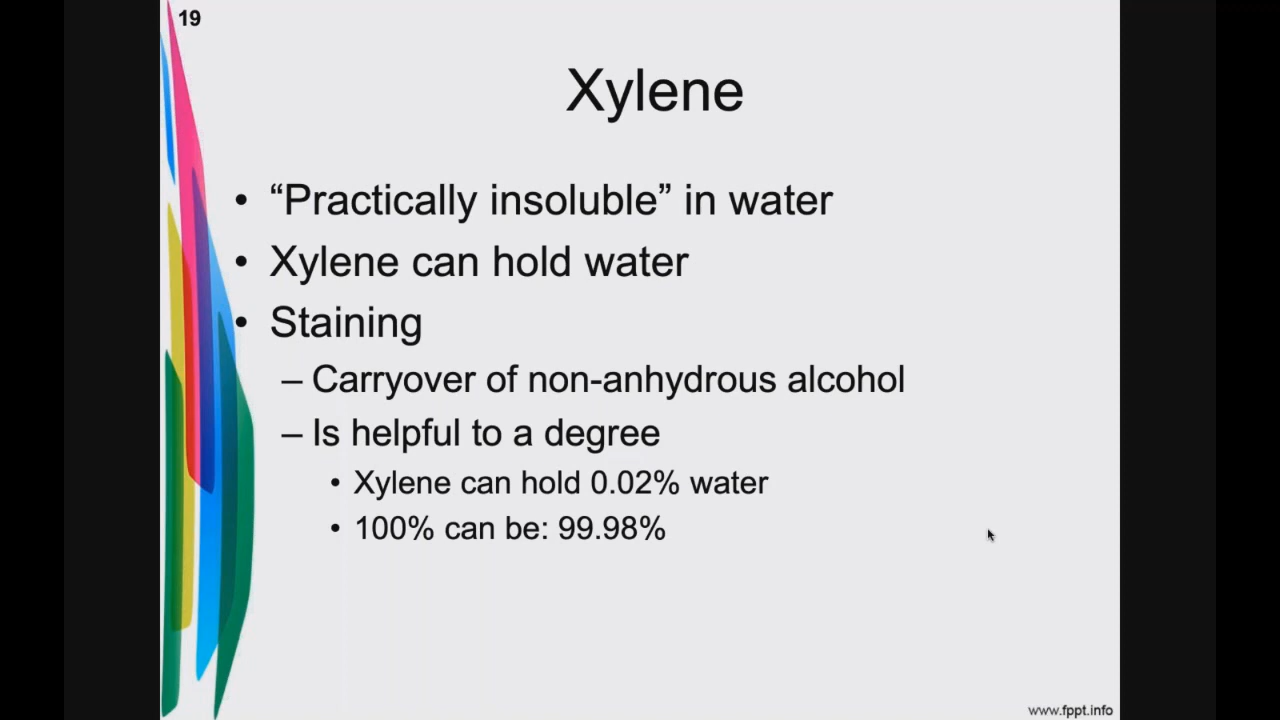 19
Xylene
• “Practically insoluble” in water
• Xylene can hold water
• Staining
– Carryover of non-anhydrous alcohol
– Is helpful to a degree
• Xylene can hold 0.02% water
• 100% can be: 99.98%
www.fppt.info